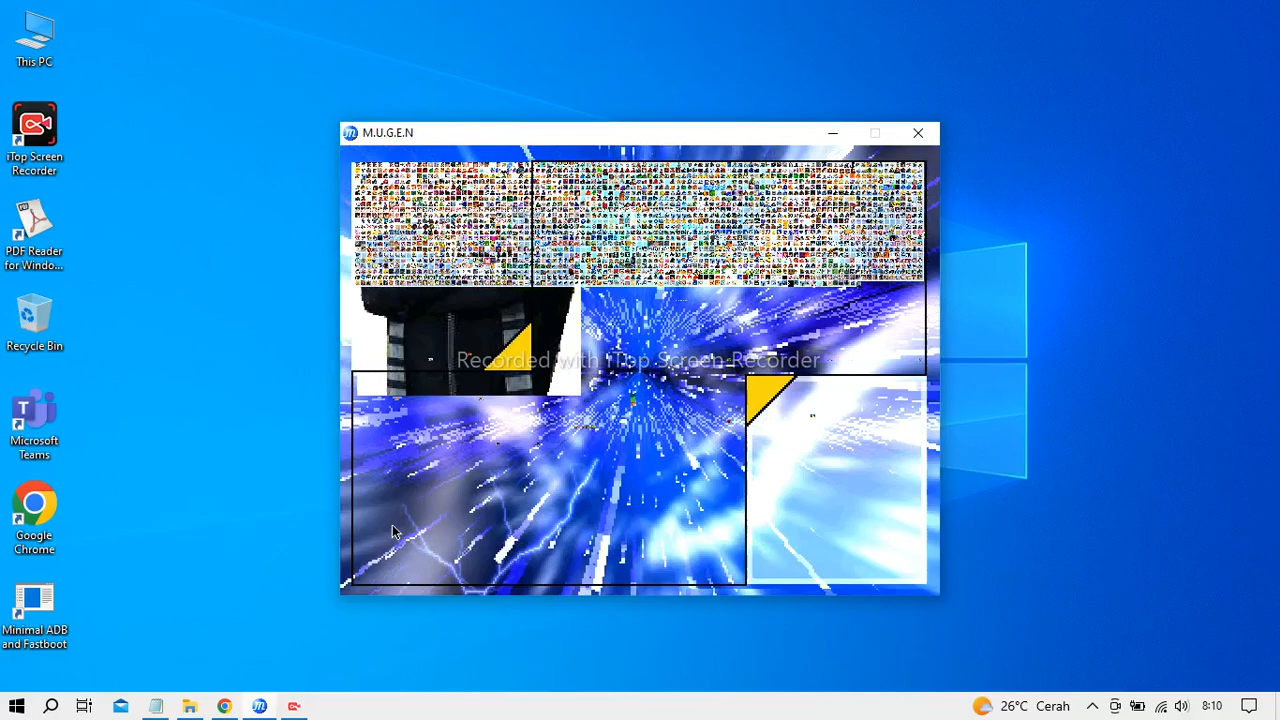 This PC
iTop Screen
Recorder
PDF Reader
for Windo...
Recycle Bin
Microsoft
Teams
Google
Chrome
Minimal ADB
and Fastboot
M.U.G.E.N
Recorded with iTop Screen Recorder
26°C Cerah
8:10